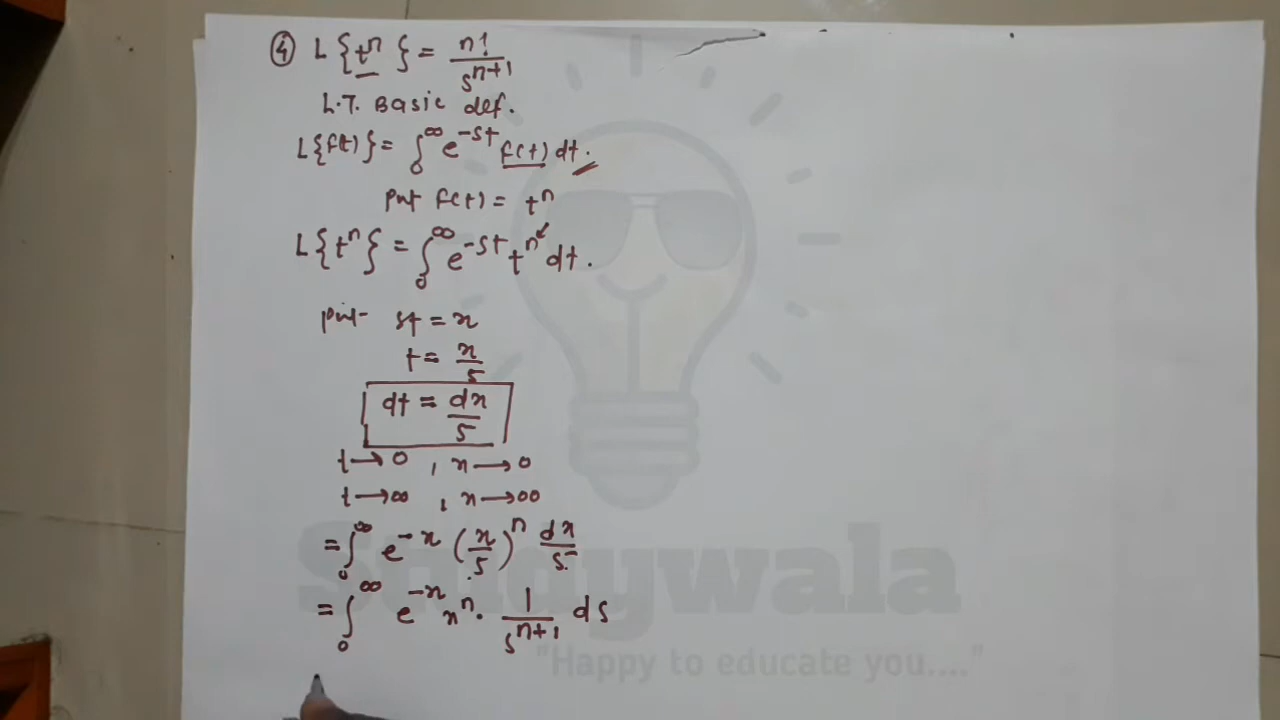 ④ L{tⁿ} = n!/sⁿ⁺¹
L.T. Basic def.
L{f(t)} = ∫₀^∞ e^-st f(t) dt.
put f(t) = tⁿ
L{tⁿ} = ∫₀^∞ e^-st tⁿ dt.
put st = x
t = x/s
dt = dx/s
t→0 , x→0
t→∞ , x→∞
= ∫₀^∞ e^-x (x/s)ⁿ dx/s
= ∫₀^∞ e^-x xⁿ. 1/sⁿ⁺¹ ds
Studywala
"Happy to educate you...."